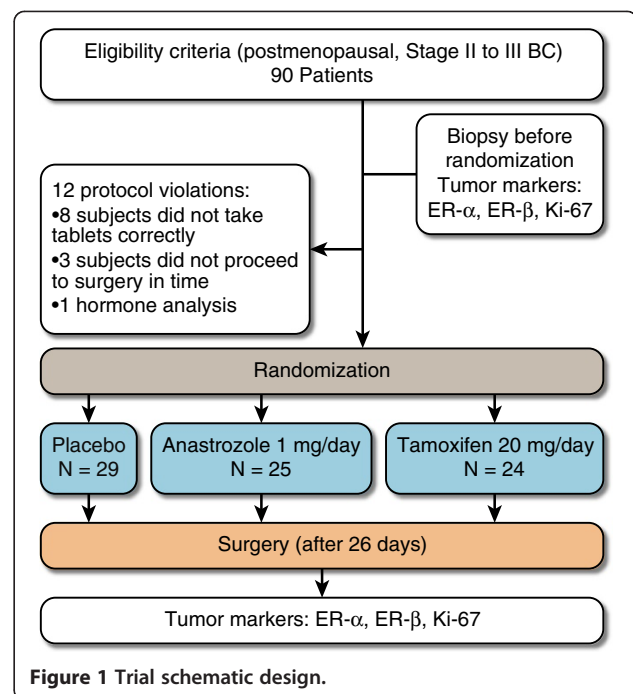 Eligibility criteria (postmenopausal, Stage II to III BC)
90 Patients
Biopsy before
randomization
Tumor markers:
ER-α, ER-β, Ki-67
12 protocol violations:
•8 subjects did not take
tablets correctly
•3 subjects did not proceed
to surgery in time
•1 hormone analysis
Randomization
Placebo
N = 29
Anastrozole 1 mg/day
N = 25
Tamoxifen 20 mg/day
N = 24
Surgery (after 26 days)
Tumor markers: ER-α, ER-β, Ki-67
Figure 1 Trial schematic design.